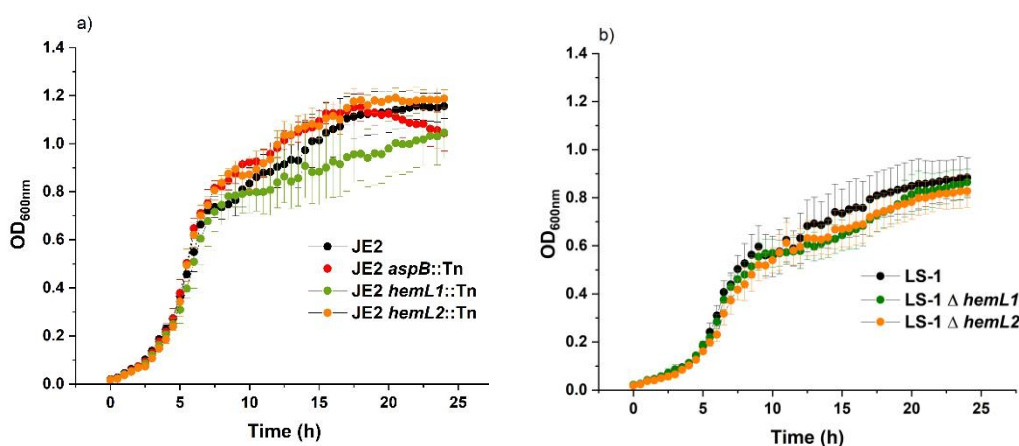 a)
1.4
1.2
1.0
0.8
0.6
0.4
0.2
0.0
OD600nm
JE2
JE2 aspB::Tn
JE2 hemL1::Tn
JE2 hemL2::Tn
0 5 10 15 20 25
Time (h)
b)
1.4
1.2
1.0
0.8
0.6
0.4
0.2
0.0
OD600nm
LS-1
LS-1 Δ hemL1
LS-1 Δ hemL2
0 5 10 15 20 25
Time (h)